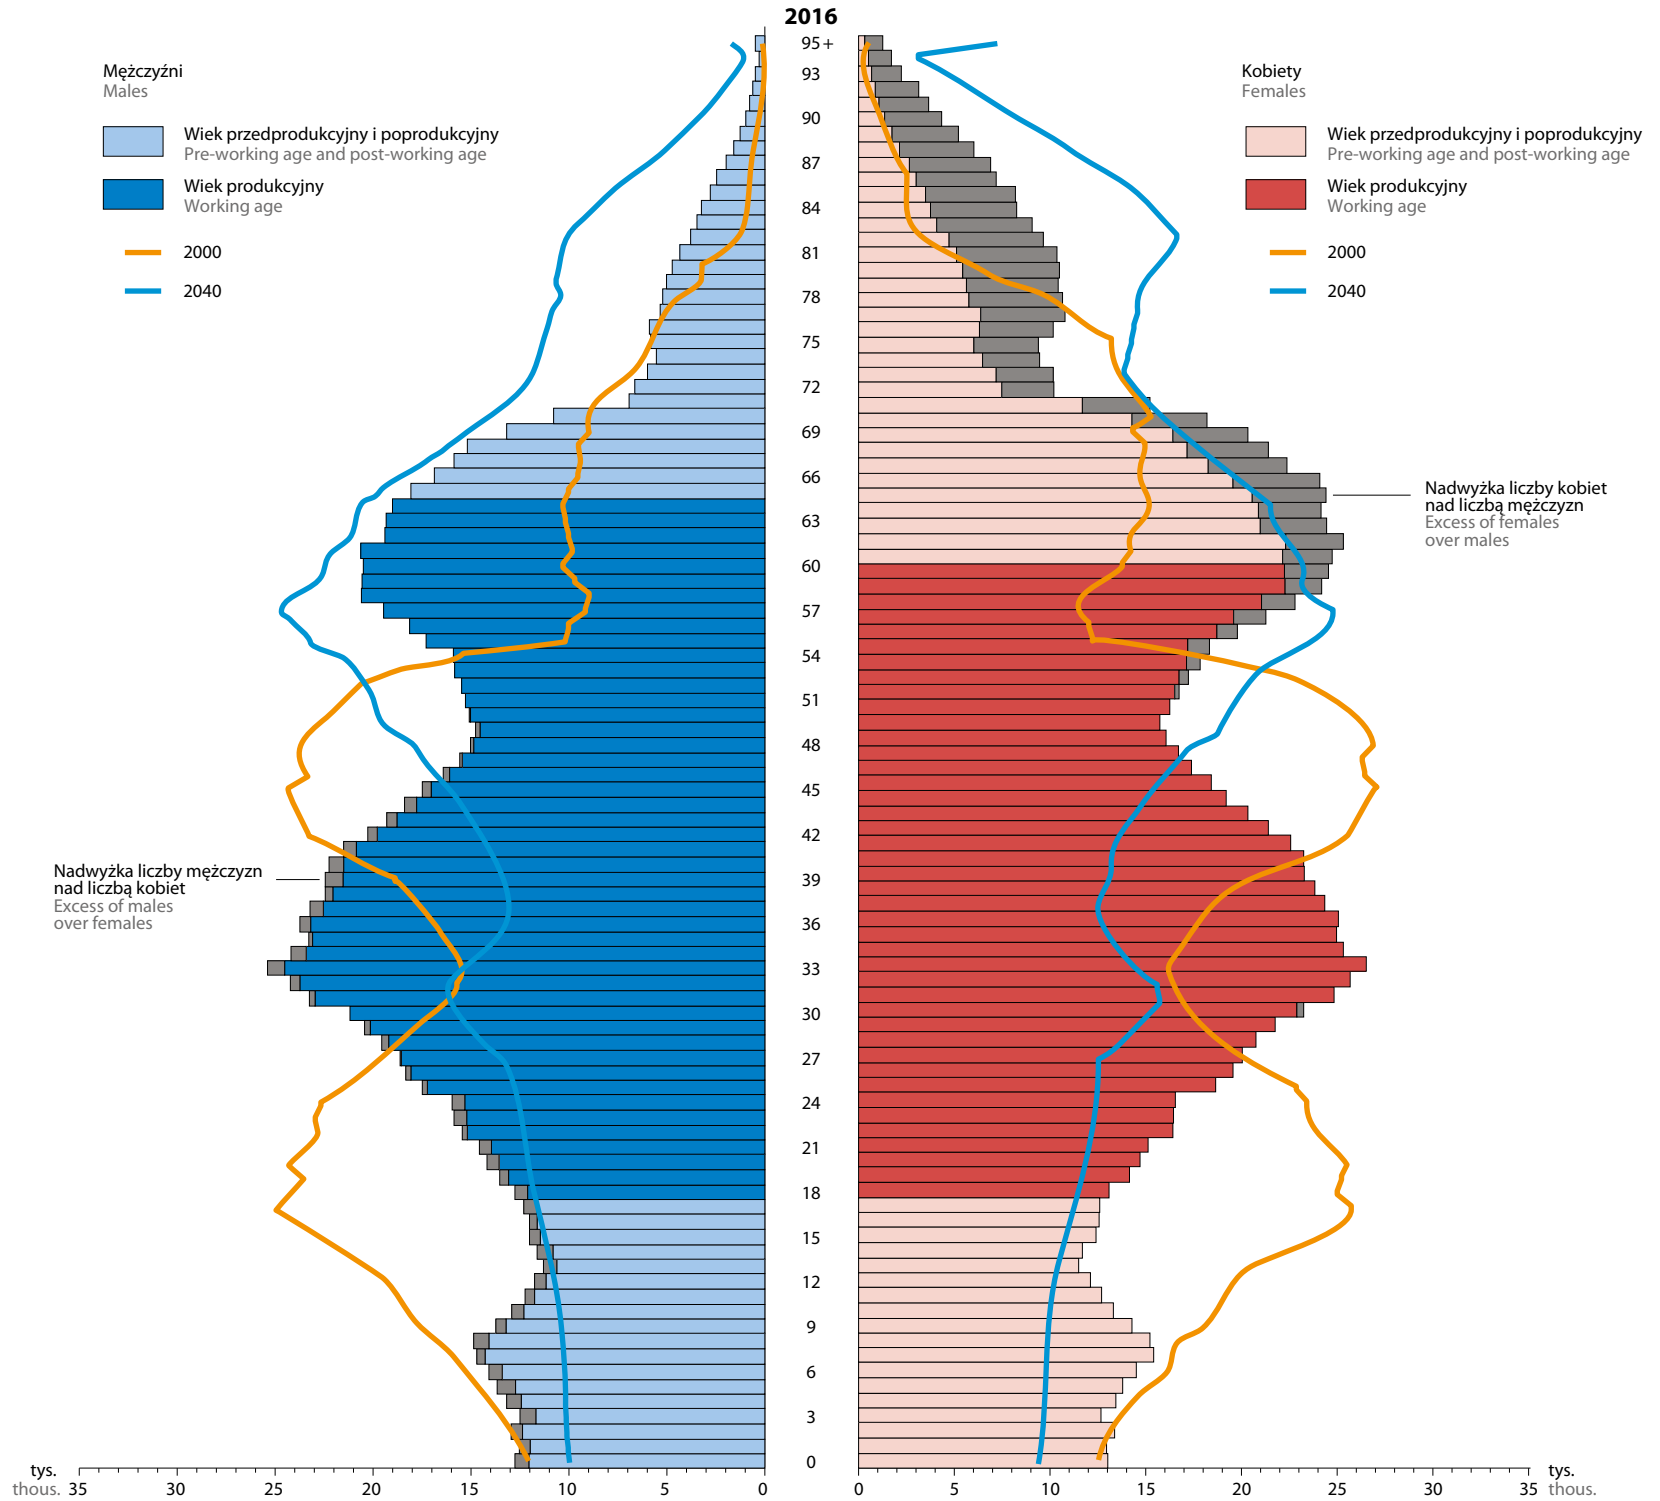 2016
Mężczyźni
Males
Wiek przedprodukcyjny i poprodukcyjny
Pre-working age and post-working age
Wiek produkcyjny
Working age
2000
2040
Kobiety
Females
Wiek przedprodukcyjny i poprodukcyjny
Pre-working age and post-working age
Wiek produkcyjny
Working age
2000
2040
95+
93
90
87
84
81
78
75
72
69
66
63
60
57
54
51
48
45
42
39
36
33
30
27
24
21
18
15
12
9
6
3
0
Nadwyżka liczby kobiet
nad liczbą mężczyzn
Excess of females
over males
Nadwyżka liczby mężczyzn
nad liczbą kobiet
Excess of males
over females
tys.
thous. 35 30 25 20 15 10 5 0
0 5 10 15 20 25 30 35 tys.
thous.